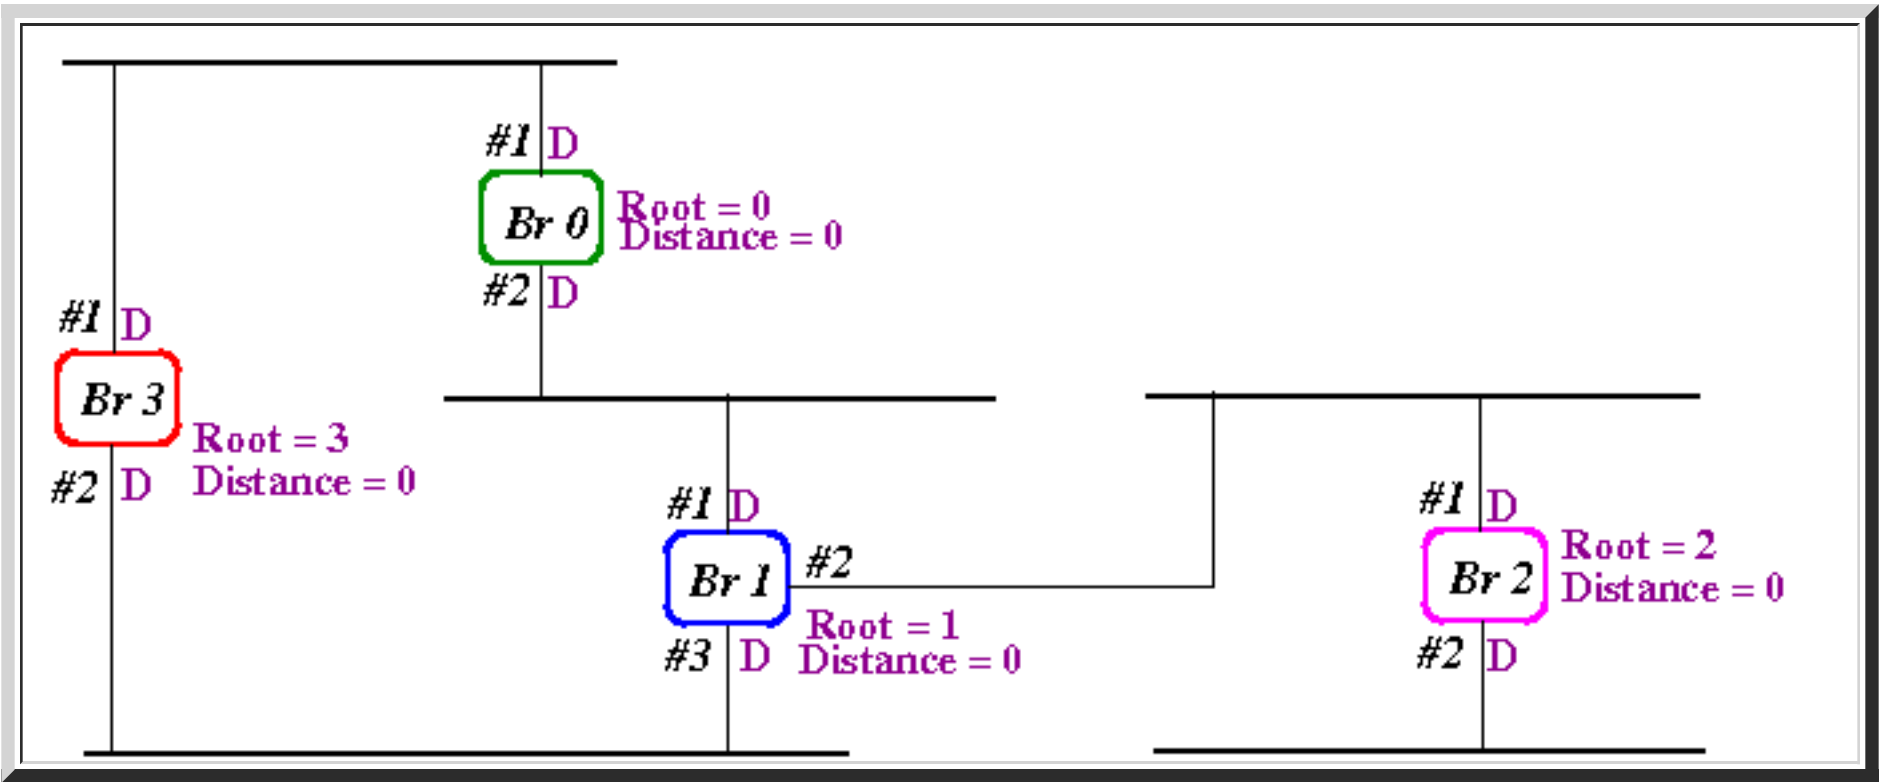 #1 D
Br 0
Root = 0
Distance = 0
#2 D
#1 D
Br 3
Root = 3
Distance = 0
#2 D
#1 D
Br 1
#2
Root = 1
Distance = 0
#3 D
#1 D
Br 2
Root = 2
Distance = 0
#2 D